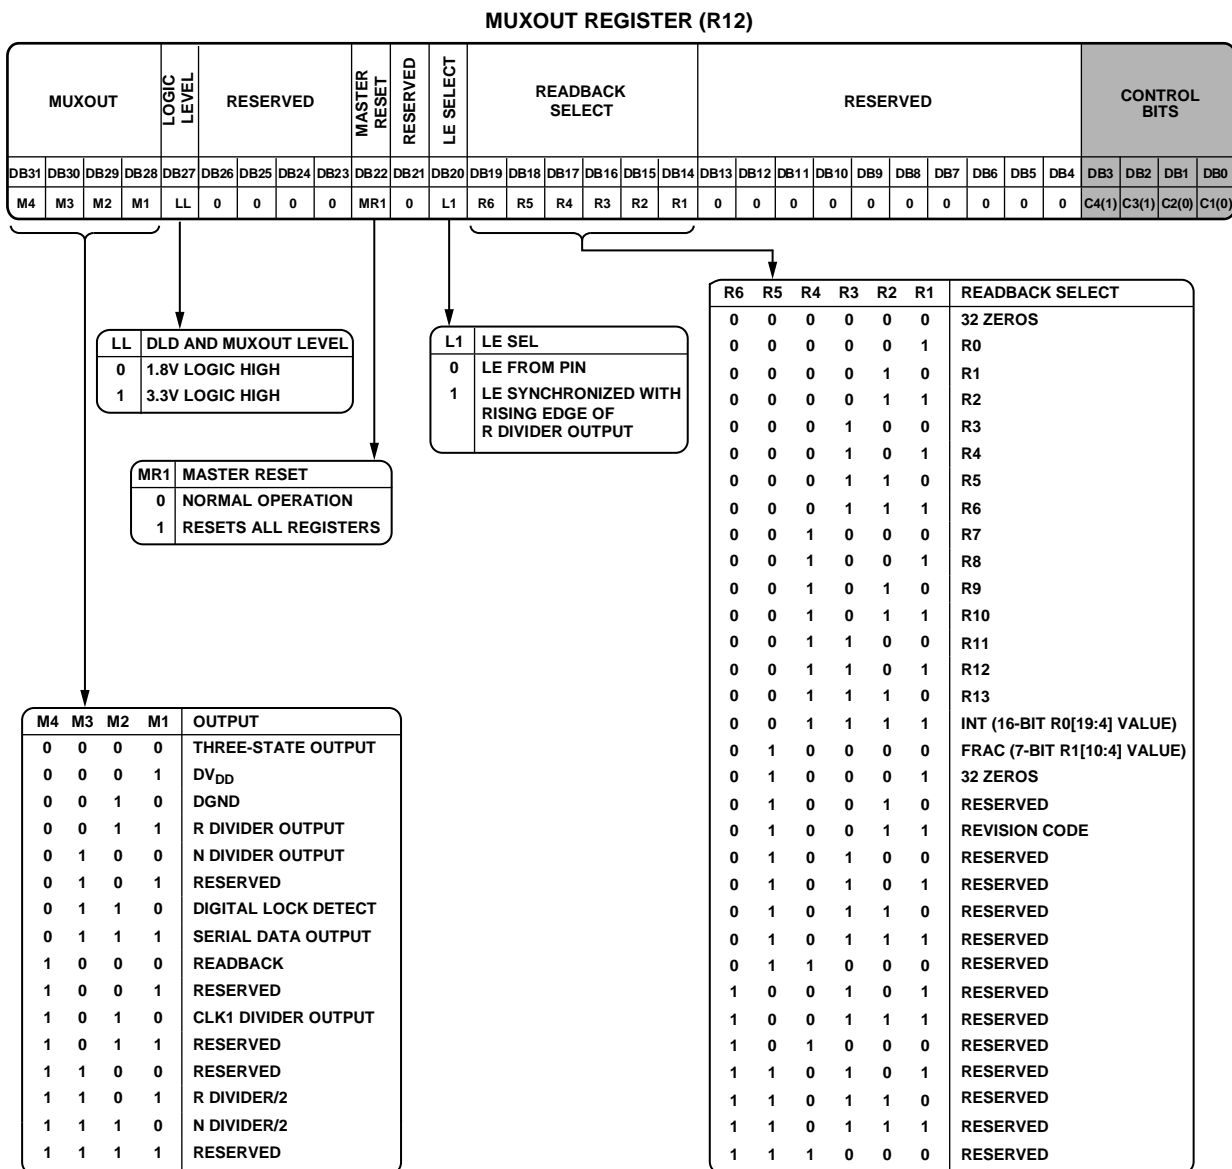 MUXOUT REGISTER (R12)
MUXOUT LOGIC LEVEL RESERVED MASTER RESET RESERVED LE SELECT READBACK SELECT RESERVED CONTROL BITS
DB31 DB30 DB29 DB28 DB27 DB26 DB25 DB24 DB23 DB22 DB21 DB20 DB19 DB18 DB17 DB16 DB15 DB14 DB13 DB12 DB11 DB10 DB9 DB8 DB7 DB6 DB5 DB4 DB3 DB2 DB1 DB0
M4 M3 M2 M1 LL 0 0 0 0 MR1 0 L1 R6 R5 R4 R3 R2 R1 0 0 0 0 0 0 0 0 0 0 C4(1) C3(1) C2(0) C1(0)
LL DLD AND MUXOUT LEVEL
0 1.8V LOGIC HIGH
1 3.3V LOGIC HIGH
L1 LE SEL
0 LE FROM PIN
1 LE SYNCHRONIZED WITH
RISING EDGE OF
R DIVIDER OUTPUT
MR1 MASTER RESET
0 NORMAL OPERATION
1 RESETS ALL REGISTERS
M4 M3 M2 M1 OUTPUT
0 0 0 0 THREE-STATE OUTPUT
0 0 0 1 DVDD
0 0 1 0 DGND
0 0 1 1 R DIVIDER OUTPUT
0 1 0 0 N DIVIDER OUTPUT
0 1 0 1 RESERVED
0 1 1 0 DIGITAL LOCK DETECT
0 1 1 1 SERIAL DATA OUTPUT
1 0 0 0 READBACK
1 0 0 1 RESERVED
1 0 1 0 CLK1 DIVIDER OUTPUT
1 0 1 1 RESERVED
1 1 0 0 RESERVED
1 1 0 1 R DIVIDER/2
1 1 1 0 N DIVIDER/2
1 1 1 1 RESERVED
R6 R5 R4 R3 R2 R1 READBACK SELECT
0 0 0 0 0 0 32 ZEROS
0 0 0 0 0 1 R0
0 0 0 0 1 0 R1
0 0 0 0 1 1 R2
0 0 0 1 0 0 R3
0 0 0 1 0 1 R4
0 0 0 1 1 0 R5
0 0 0 1 1 1 R6
0 0 1 0 0 0 R7
0 0 1 0 0 1 R8
0 0 1 0 1 0 R9
0 0 1 0 1 1 R10
0 0 1 1 0 0 R11
0 0 1 1 0 1 R12
0 0 1 1 1 0 R13
0 0 1 1 1 1 INT (16-BIT R0[19:4] VALUE)
0 1 0 0 0 0 FRAC (7-BIT R1[10:4] VALUE)
0 1 0 0 0 1 32 ZEROS
0 1 0 0 1 0 RESERVED
0 1 0 0 1 1 REVISION CODE
0 1 0 1 0 0 RESERVED
0 1 0 1 0 1 RESERVED
0 1 0 1 1 0 RESERVED
0 1 0 1 1 1 RESERVED
0 1 1 0 0 0 RESERVED
1 0 0 1 0 1 RESERVED
1 0 0 1 1 1 RESERVED
1 0 1 0 0 0 RESERVED
1 1 0 1 0 1 RESERVED
1 1 0 1 1 0 RESERVED
1 1 0 1 1 1 RESERVED
1 1 1 0 0 0 RESERVED